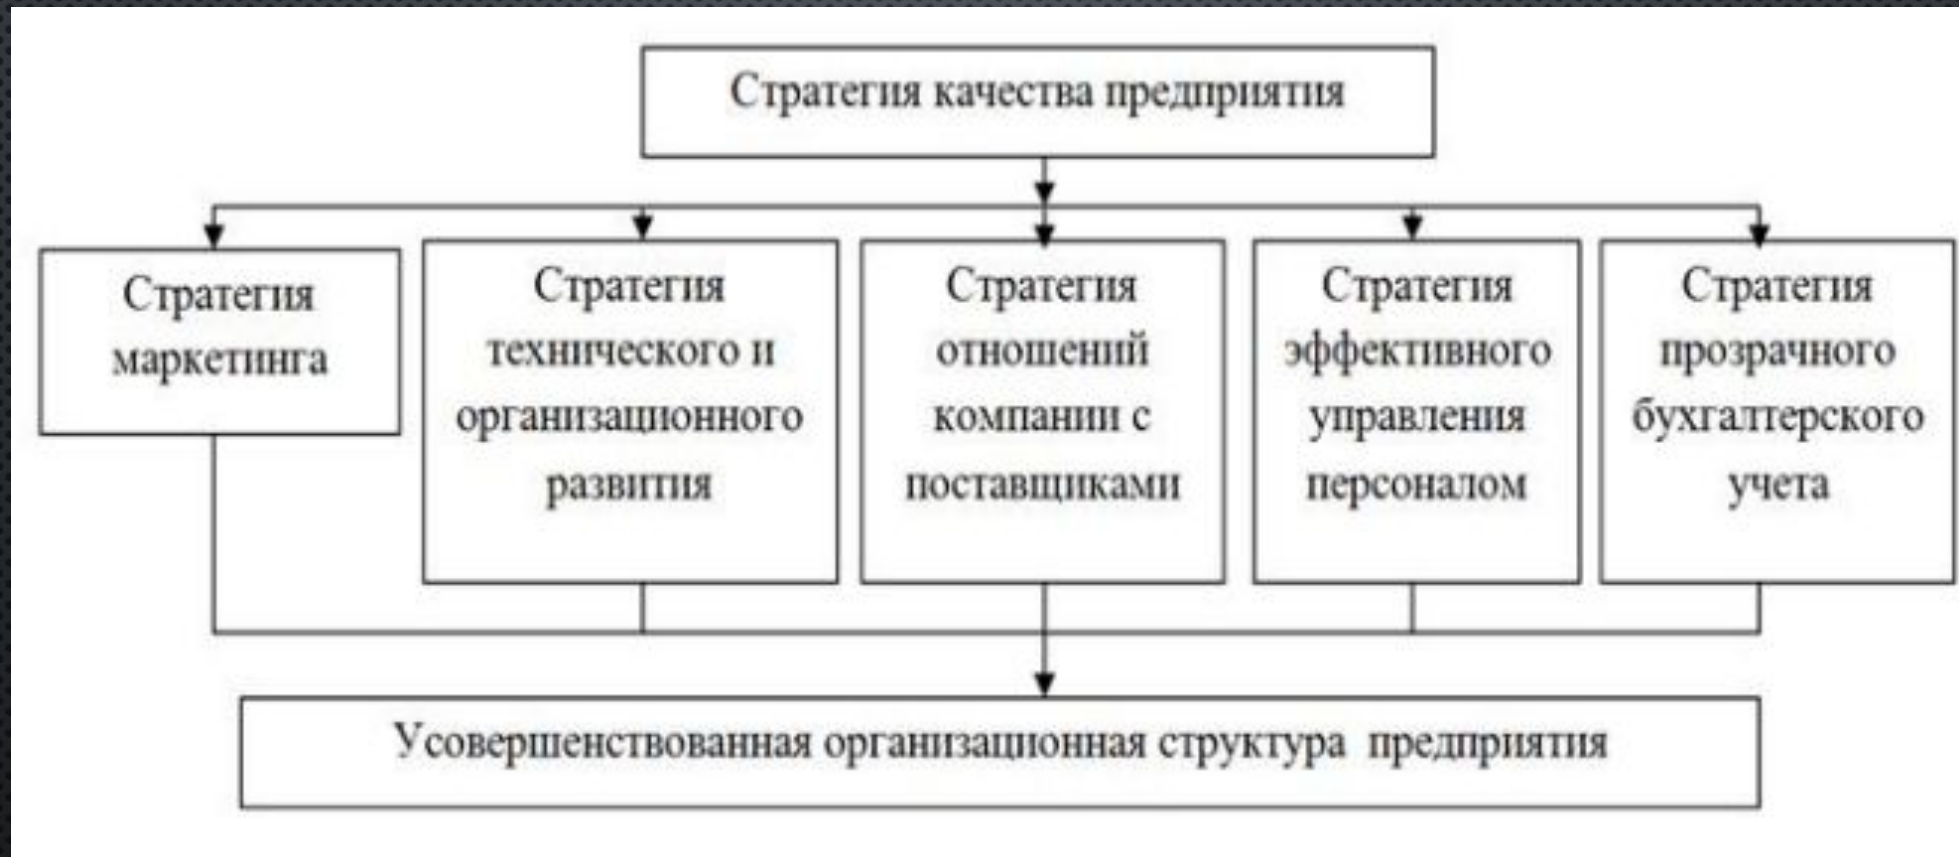 Стратегия качества предприятия
Стратегия
маркетинга
Стратегия
технического и
организационного
развития
Стратегия
отношений
компании с
поставщиками
Стратегия
эффективного
управления
персоналом
Стратегия
прозрачного
бухгалтерского
учета
Усовершенствованная организационная структура предприятия